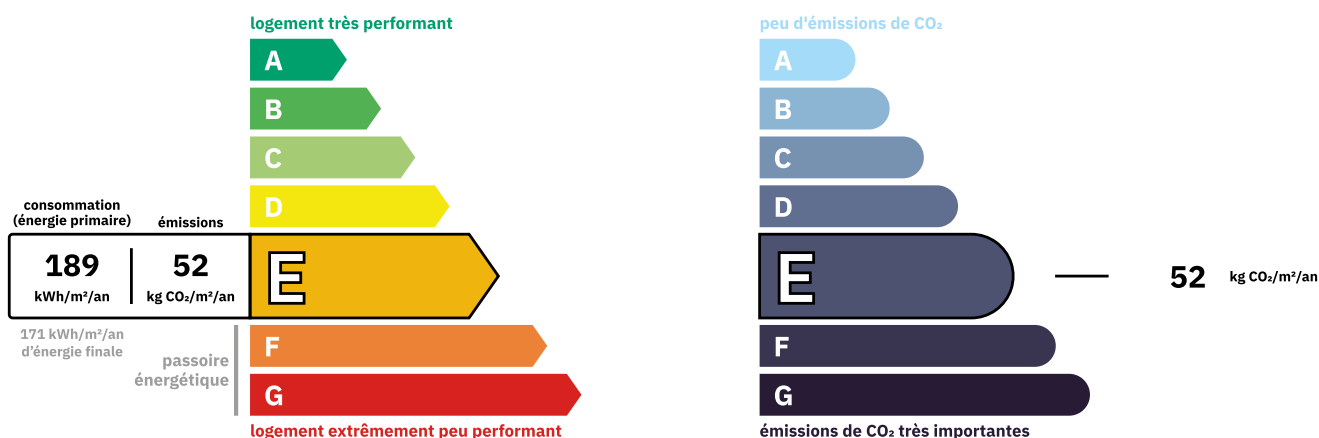 logement très performant
A
B
C
D
consommation
(énergie primaire)
émissions
189
kWh/m²/an
52
kg CO₂/m²/an
E
171 kWh/m²/an
d'énergie finale
passoire
énergétique
F
G
logement extrêmement peu performant
peu d'émissions de CO₂
A
B
C
D
E
52 kg CO₂/m²/an
F
G
émissions de CO₂ très importantes